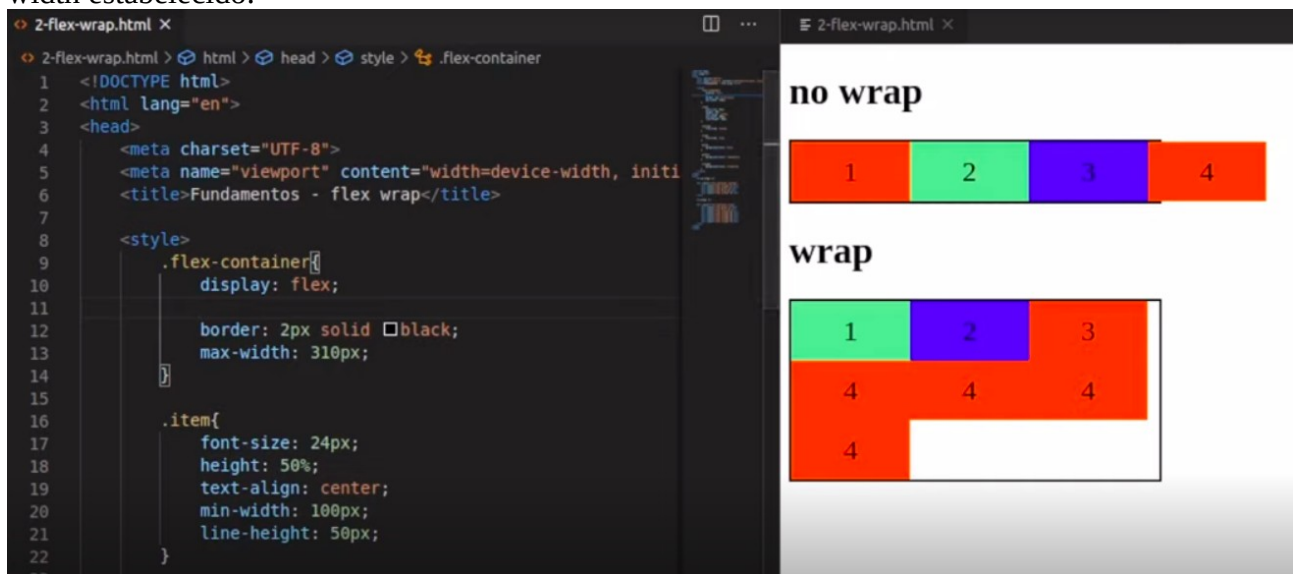 width estabelecido.
2-flex-wrap.html
2-flex-wrap.html > html > head > style > .flex-container
1 <!DOCTYPE html>
2 <html lang="en">
3 <head>
4 <meta charset="UTF-8">
5 <meta name="viewport" content="width=device-width, initi
6 <title>Fundamentos - flex wrap</title>
7
8 <style>
9 .flex-container{
10 display: flex;
11
12 border: 2px solid black;
13 max-width: 310px;
14 }
15
16 .item{
17 font-size: 24px;
18 height: 50%;
19 text-align: center;
20 min-width: 100px;
21 line-height: 50px;
22 }
2-flex-wrap.html
no wrap
1 2 3 4
wrap
1 2 3
4 4 4
4